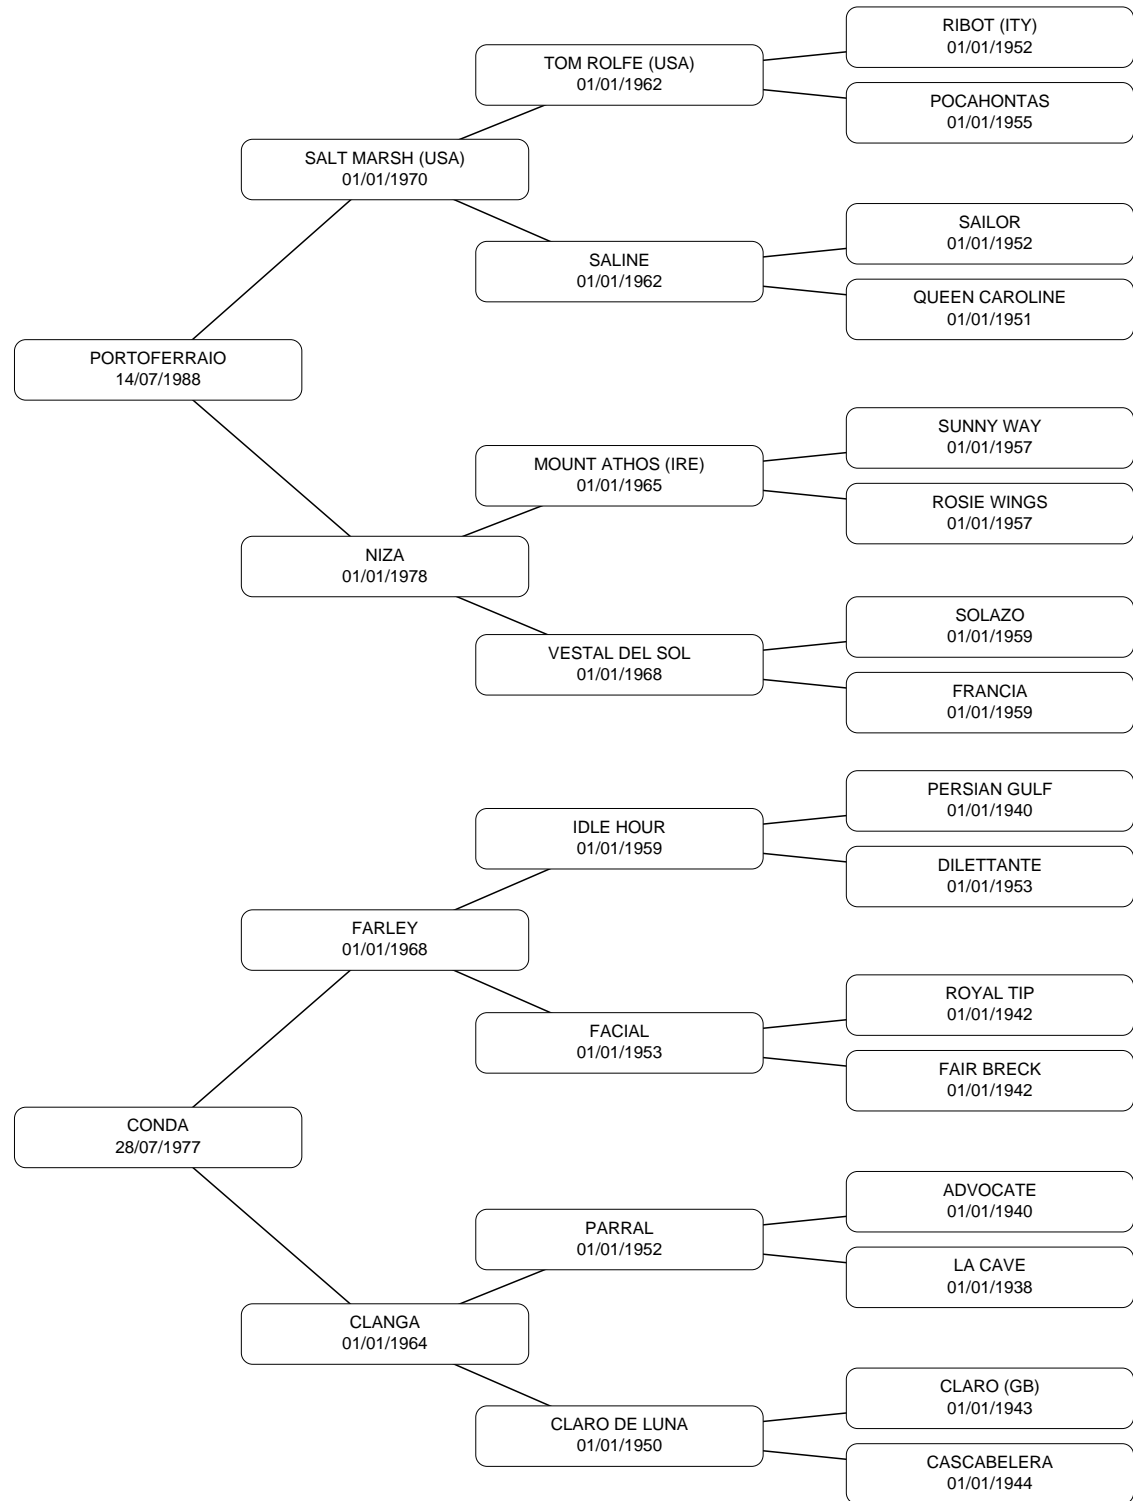 RIBOT (ITY)
01/01/1952
TOM ROLFE (USA)
01/01/1962
POCAHONTAS
01/01/1955
SALT MARSH (USA)
01/01/1970
SAILOR
01/01/1952
SALINE
01/01/1962
QUEEN CAROLINE
01/01/1951
PORTOFERRAIO
14/07/1988
SUNNY WAY
01/01/1957
MOUNT ATHOS (IRE)
01/01/1965
ROSIE WINGS
01/01/1957
NIZA
01/01/1978
SOLAZO
01/01/1959
VESTAL DEL SOL
01/01/1968
FRANCIA
01/01/1959
PERSIAN GULF
01/01/1940
IDLE HOUR
01/01/1959
DILETTANTE
01/01/1953
FARLEY
01/01/1968
ROYAL TIP
01/01/1942
FACIAL
01/01/1953
FAIR BRECK
01/01/1942
CONDA
28/07/1977
ADVOCATE
01/01/1940
PARRAL
01/01/1952
LA CAVE
01/01/1938
CLANGA
01/01/1964
CLARO (GB)
01/01/1943
CLARO DE LUNA
01/01/1950
CASCABELERA
01/01/1944